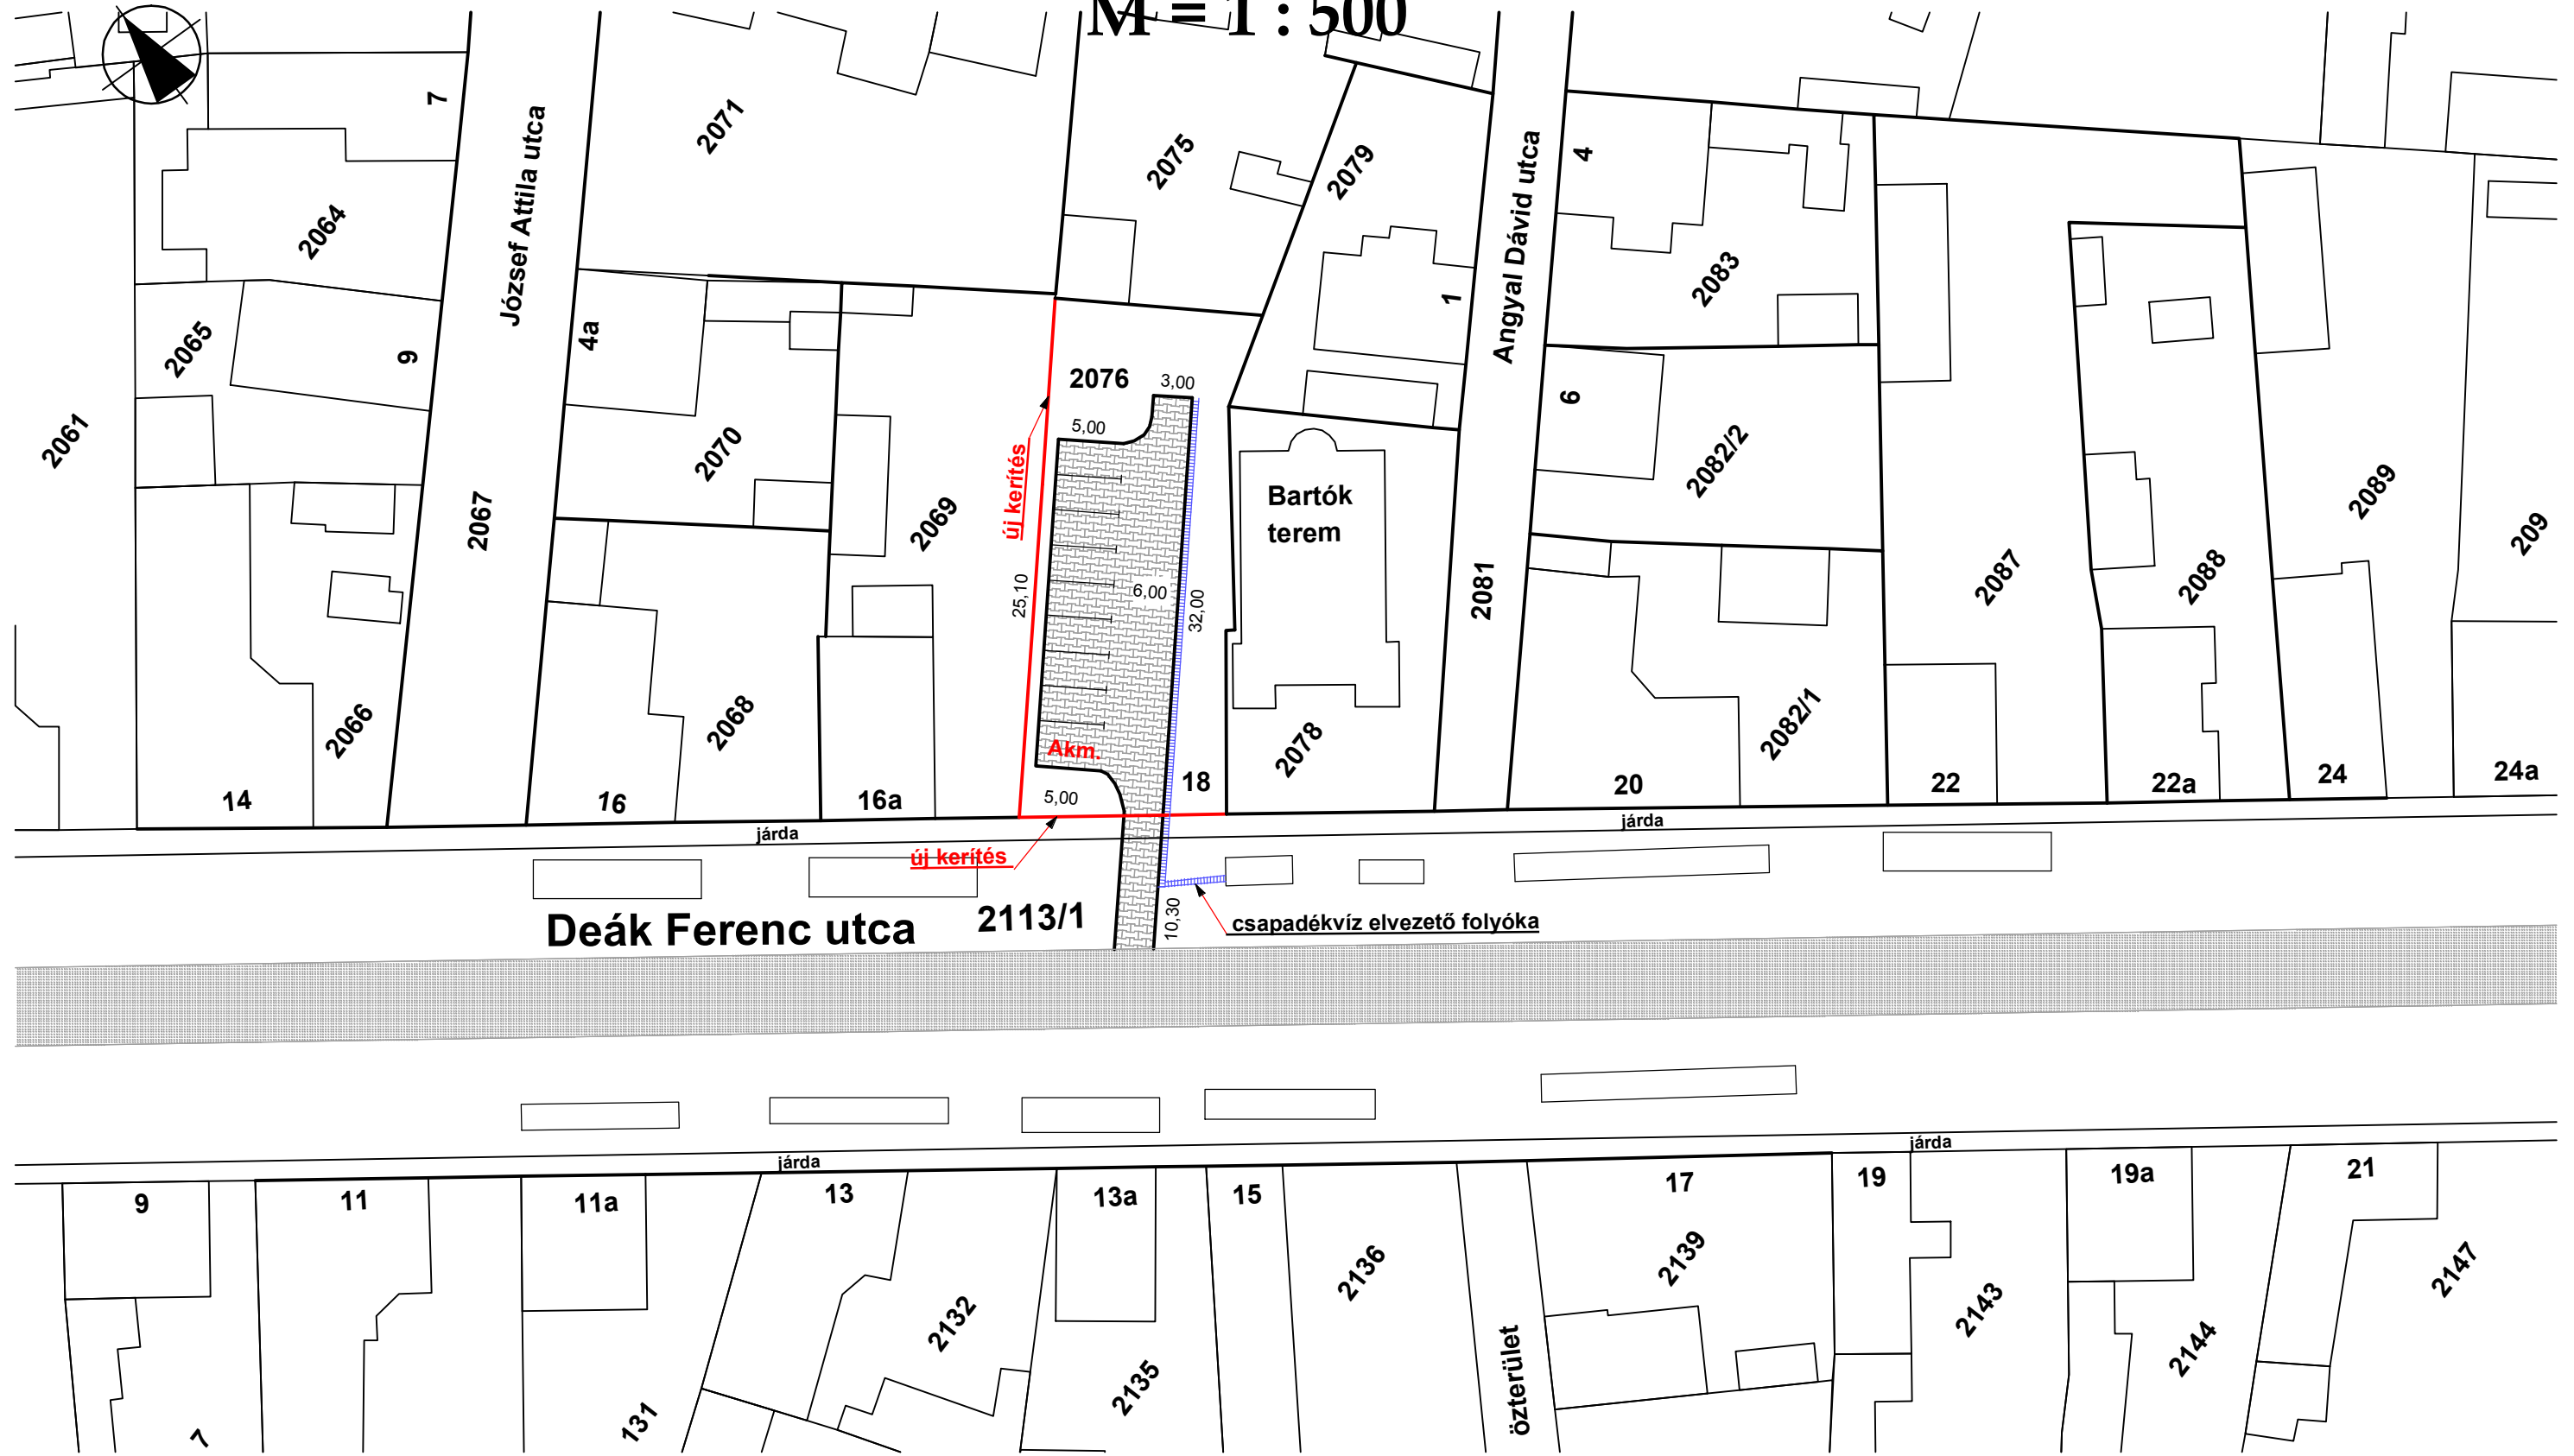 M = 1 : 500
7
József Attila utca
2071
2075
2079
Angyal Dávid utca
4
2064
2083
1
2065
9
4a
2076
3,00
6
2061
5,00
2070
új kerítés
2082/2
Bartók
terem
2089
2067
2069
209
25,10
6,00
32,00
2081
2087
2088
2066
2068
Akm.
2078
2082/1
14
16
16a
5,00
18
20
22
22a
24
24a
járda
járda
új kerítés
Deák Ferenc utca
2113/1
10,30
csapadékvíz elvezető folyóka
járda
járda
9
11
11a
13
13a
15
17
19
19a
21
2136
2139
2147
2132
2143
2144
2135
özterület
131
7